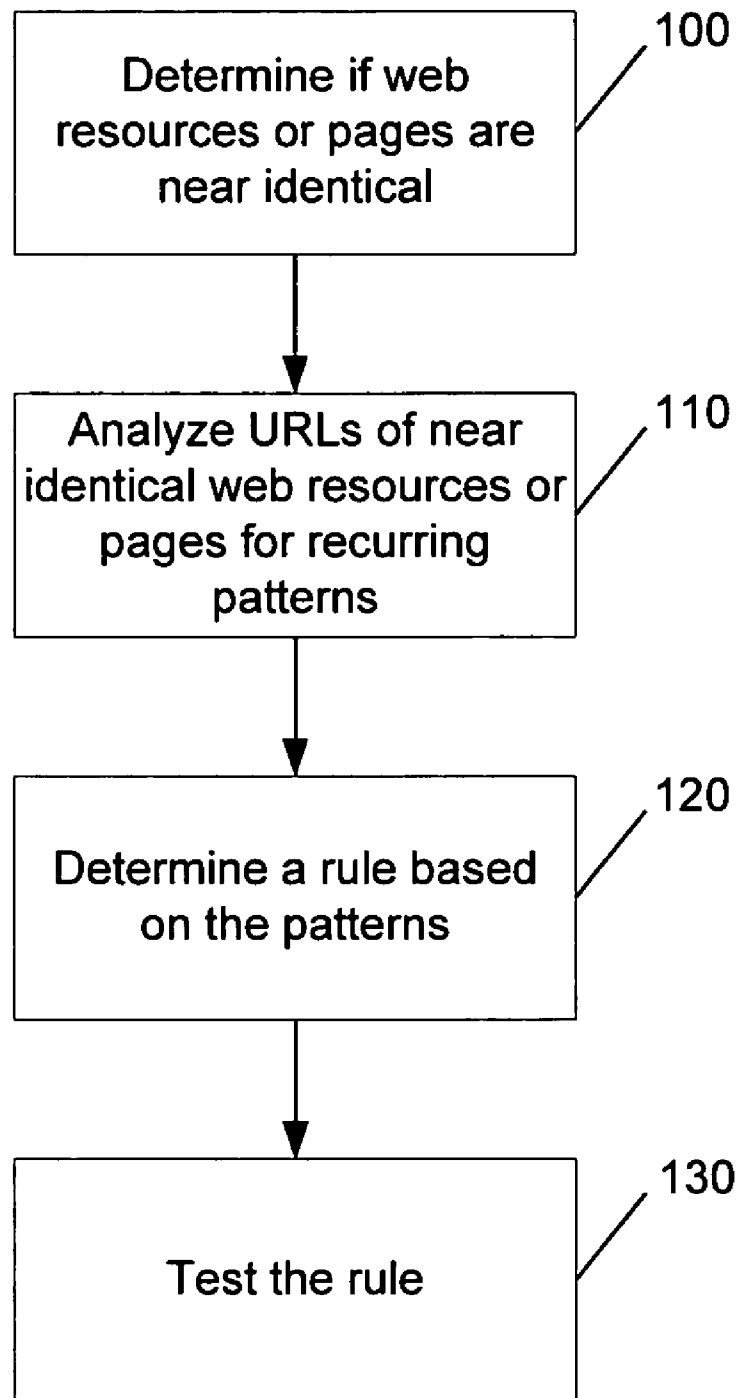 100
Determine if web
resources or pages are
near identical
110
Analyze URLs of near
identical web resources or
pages for recurring
patterns
120
Determine a rule based
on the patterns
130
Test the rule